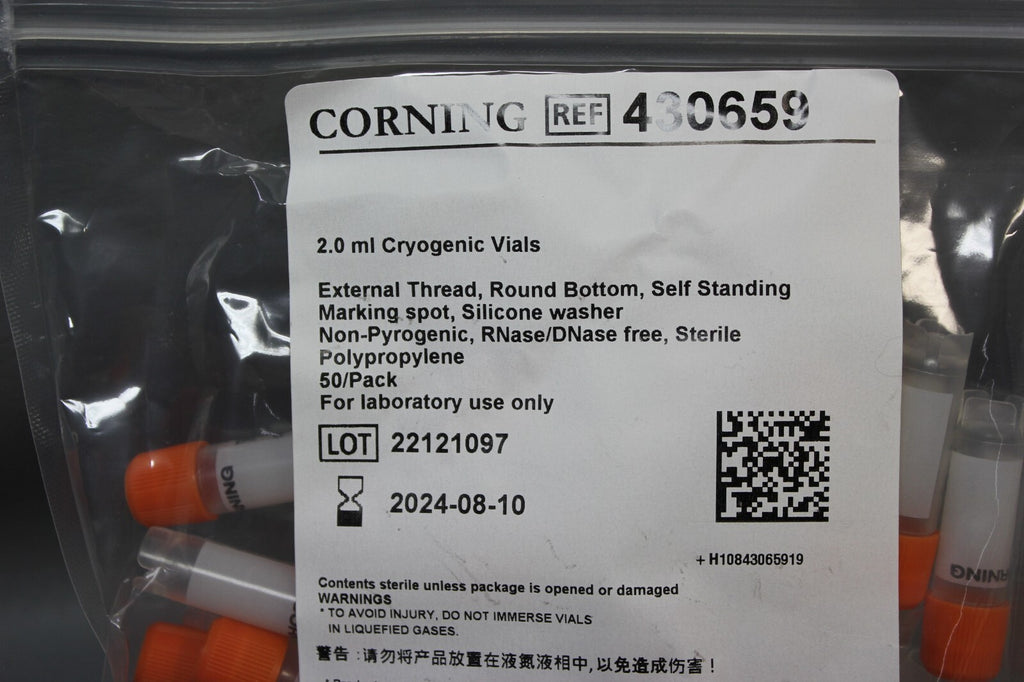 CORNING REF 430659
2.0 ml Cryogenic Vials
External Thread, Round Bottom, Self Standing
Marking spot, Silicone washer
Non-Pyrogenic, RNase/DNase free, Sterile
Polypropylene
50/Pack
For laboratory use only
LOT 22121097
2024-08-10
+ H10843065919
Contents sterile unless package is opened or damaged
WARNINGS
* TO AVOID INJURY, DO NOT IMMERSE VIALS
IN LIQUEFIED GASES.
警告 : 请勿将产品放置在液氮液相中,以免造成伤害 !
NING
RNING